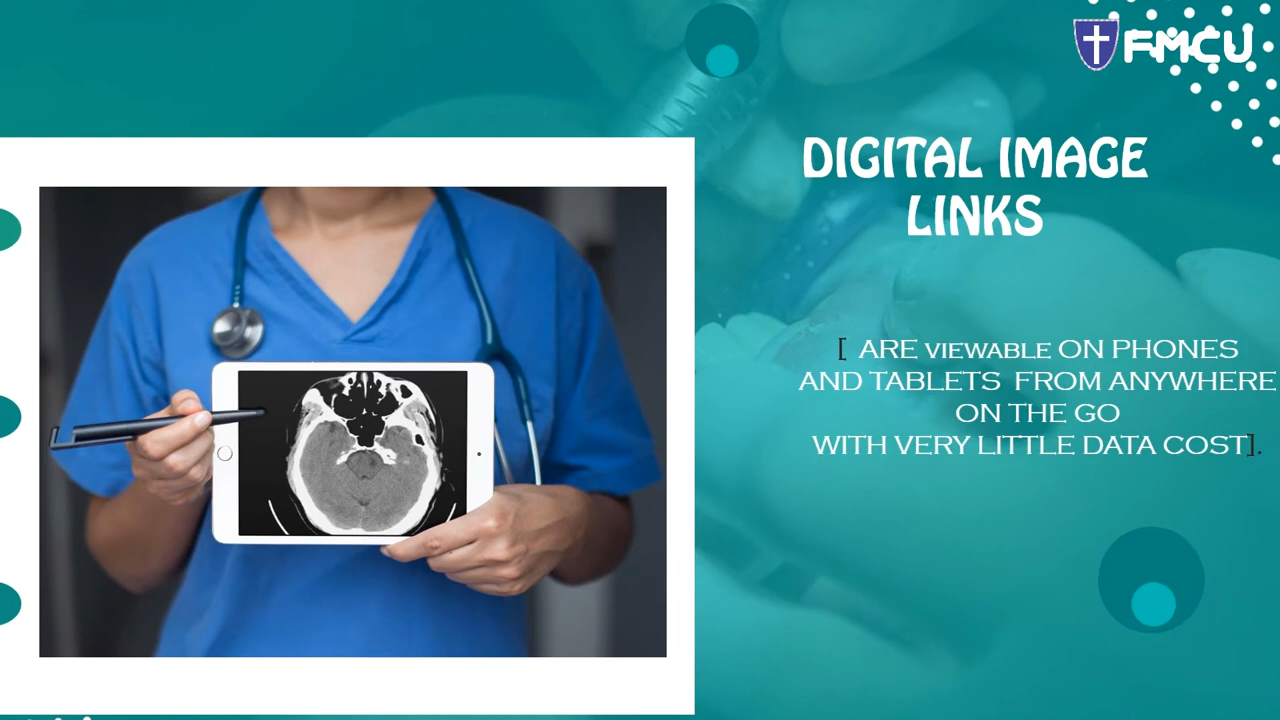 FMCU
DIGITAL IMAGE
LINKS
[ ARE VIEWABLE ON PHONES
AND TABLETS FROM ANYWHERE
ON THE GO
WITH VERY LITTLE DATA COST].